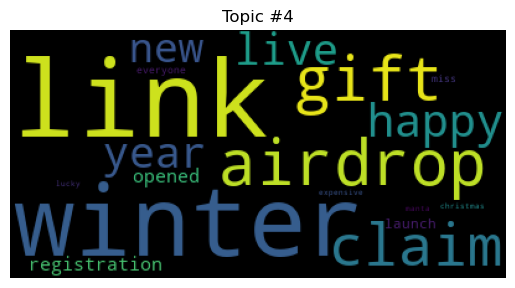 Topic #4
new live
everyone
link gift miss
happy
year airdrop
opened
lucky expensive
winter manta christmas
launch
claim
registration